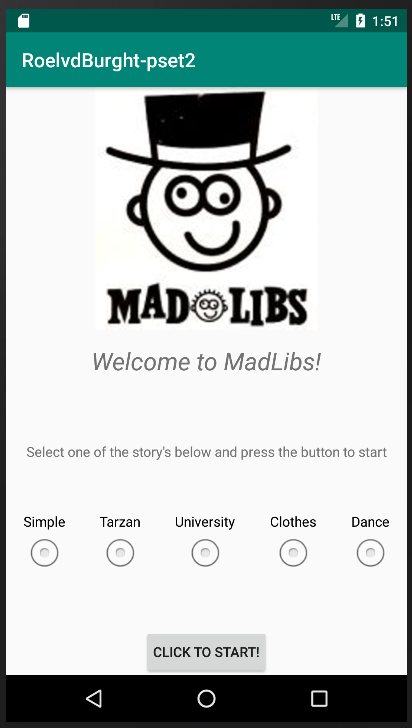 LTE 1:51
RoelvdBurght-pset2
MAD LIBS
Welcome to MadLibs!
Select one of the story's below and press the button to start
Simple Tarzan University Clothes Dance
CLICK TO START!